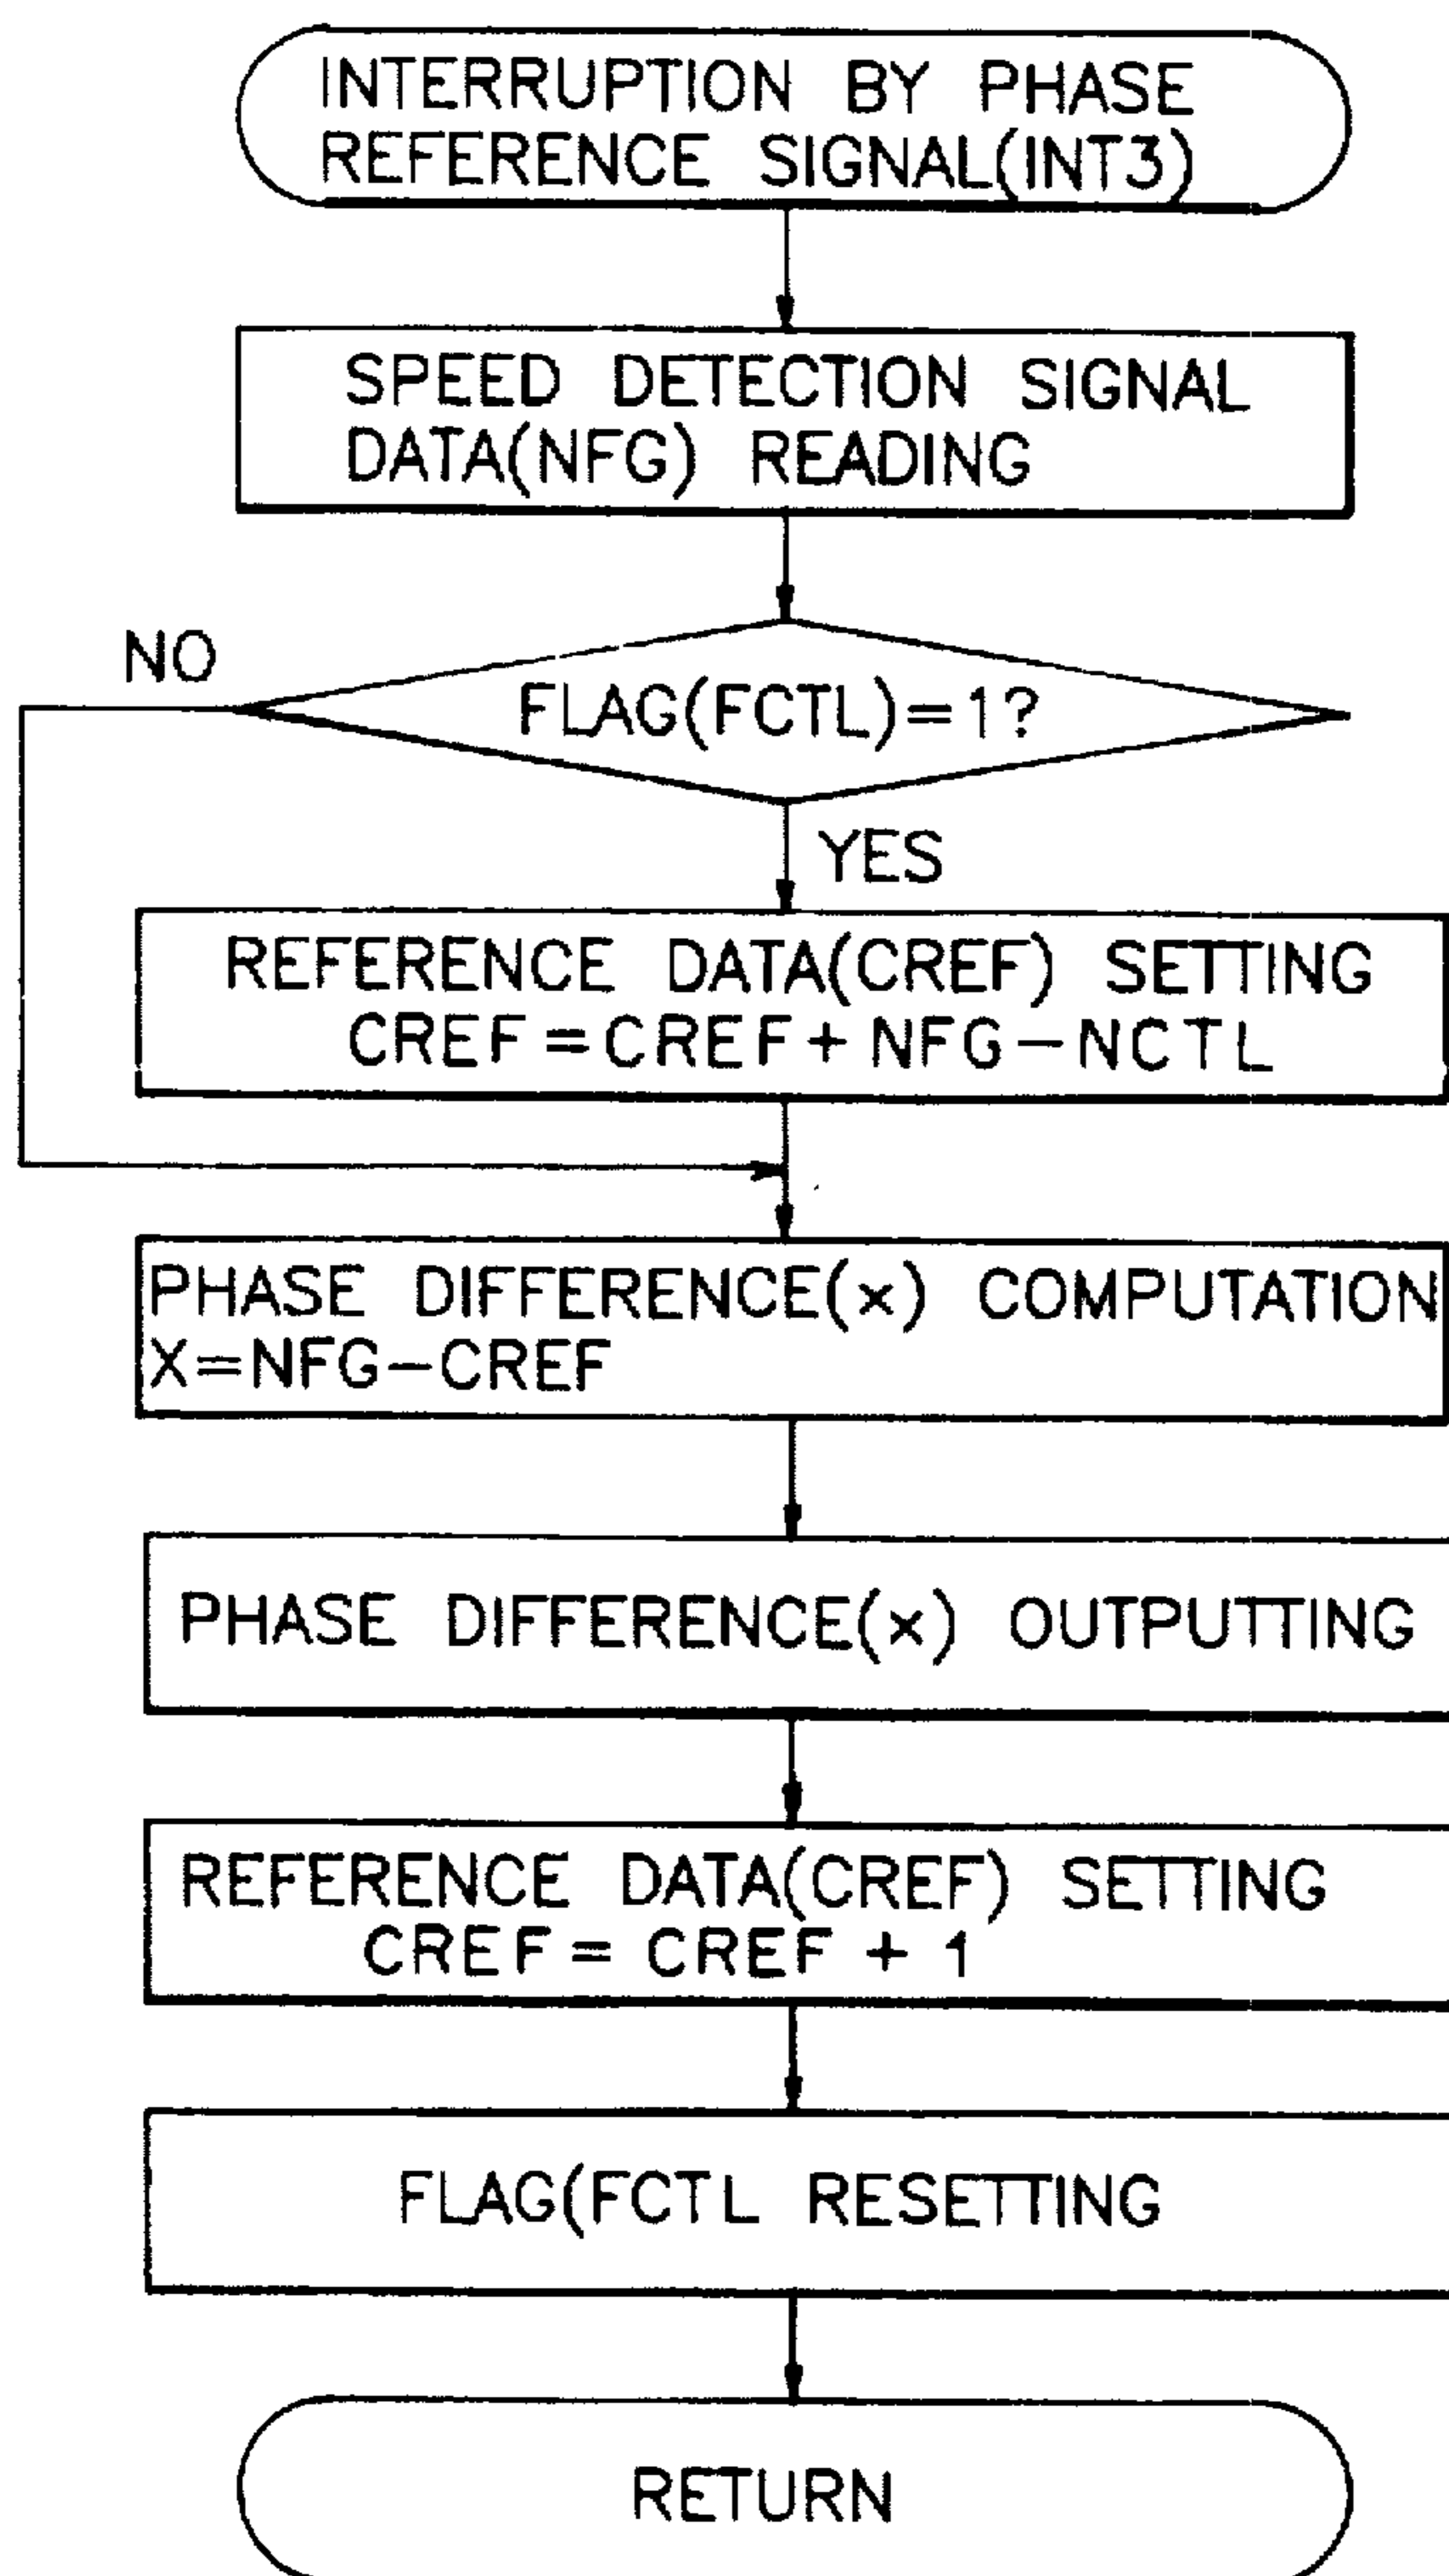 INTERRUPTION BY PHASE
REFERENCE SIGNAL(INT3)
SPEED DETECTION SIGNAL
DATA(NFG) READING
NO
FLAG(FCTL)=1?
YES
REFERENCE DATA(CREF) SETTING
CREF=CREF+NFG-NCTL
PHASE DIFFERENCE(x) COMPUTATION
X=NFG-CREF
PHASE DIFFERENCE(x) OUTPUTTING
REFERENCE DATA(CREF) SETTING
CREF= CREF + 1
FLAG(FCTL RESETTING
RETURN